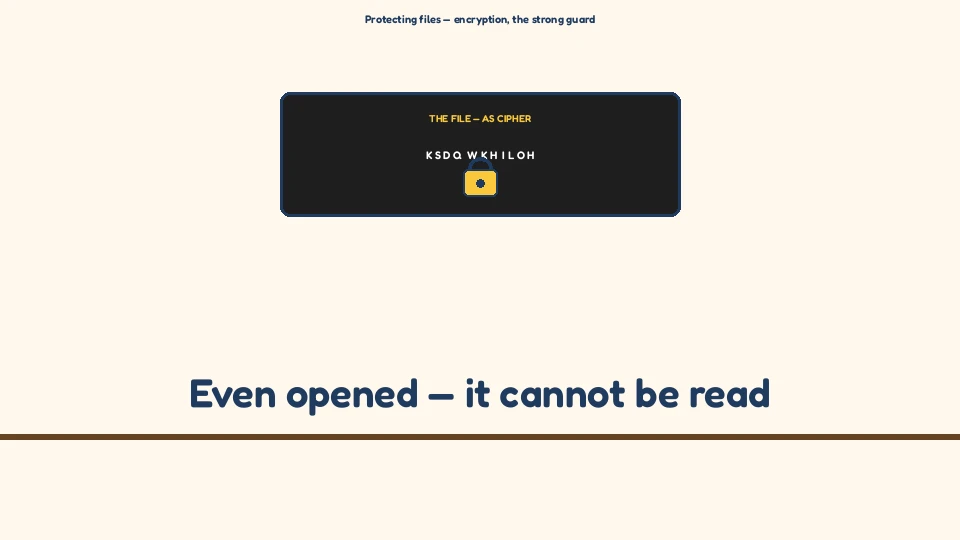 Protecting files — encryption, the strong guard
THE FILE — AS CIPHER
KSDQ WKHILOH
Even opened — it cannot be read